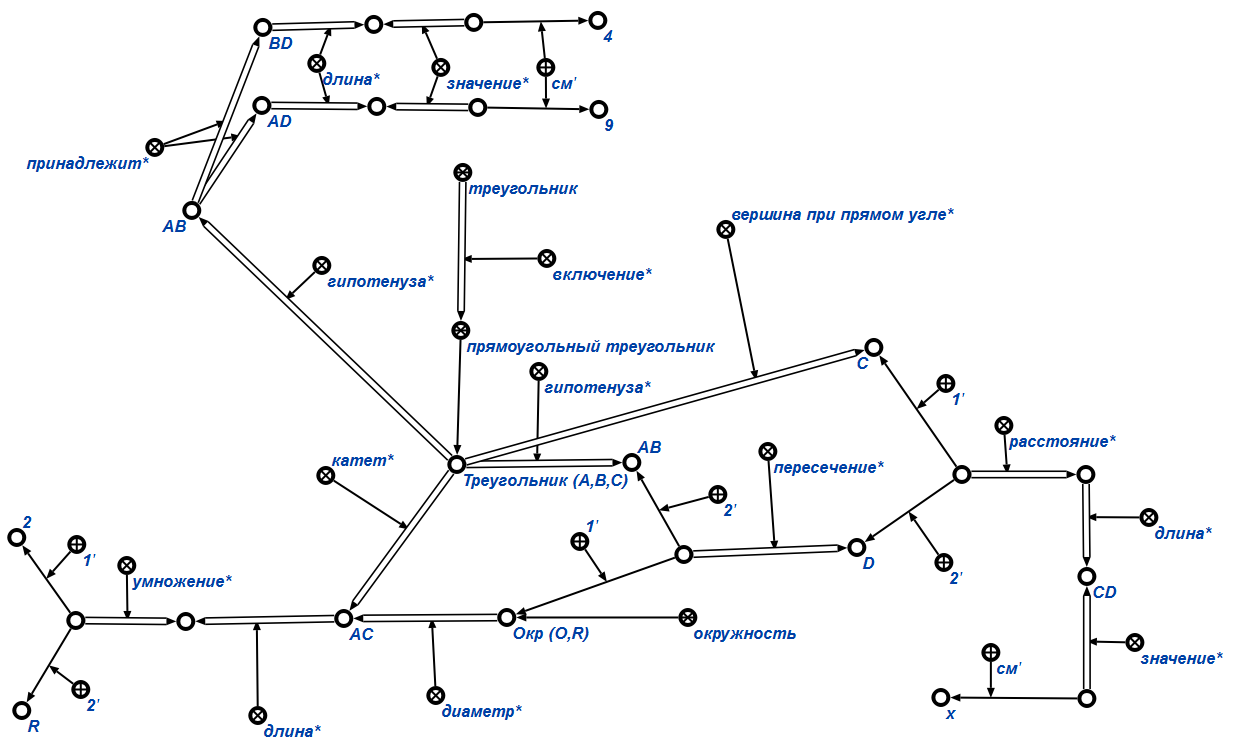 BD
4
длина*
значение*
см'
AD
9
принадлежит*
треугольник
AB
вершина при прямом угле*
гипотенуза*
включение*
прямоугольный треугольник
C
гипотенуза*
1'
расстояние*
AB
катет*
пересечение*
Треугольник (A,B,C)
2'
2
1'
1'
длина*
умножение*
D
2'
CD
AC
Окр (O,R)
окружность
значение*
см'
2'
диаметр*
x
R
длина*